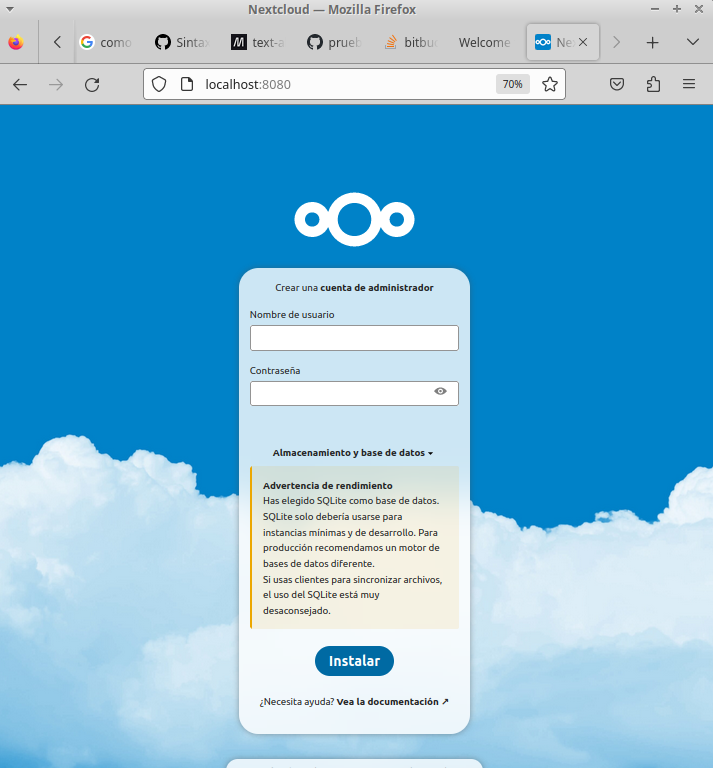 Nextcloud — Mozilla Firefox
como
Sinta
text-a
prueb
bitbuc
Welcome
Ne
localhost:8080
70%
Crear una cuenta de administrador
Nombre de usuario
Contraseña
Almacenamiento y base de datos
Advertencia de rendimiento
Has elegido SQLite como base de datos.
SQLite solo debería usarse para
instancias mínimas y de desarrollo. Para
producción recomendamos un motor de
bases de datos diferente.
Si usas clientes para sincronizar archivos,
el uso del SQLite está muy
desaconsejado.
Instalar
¿Necesita ayuda? Vea la documentación ↗